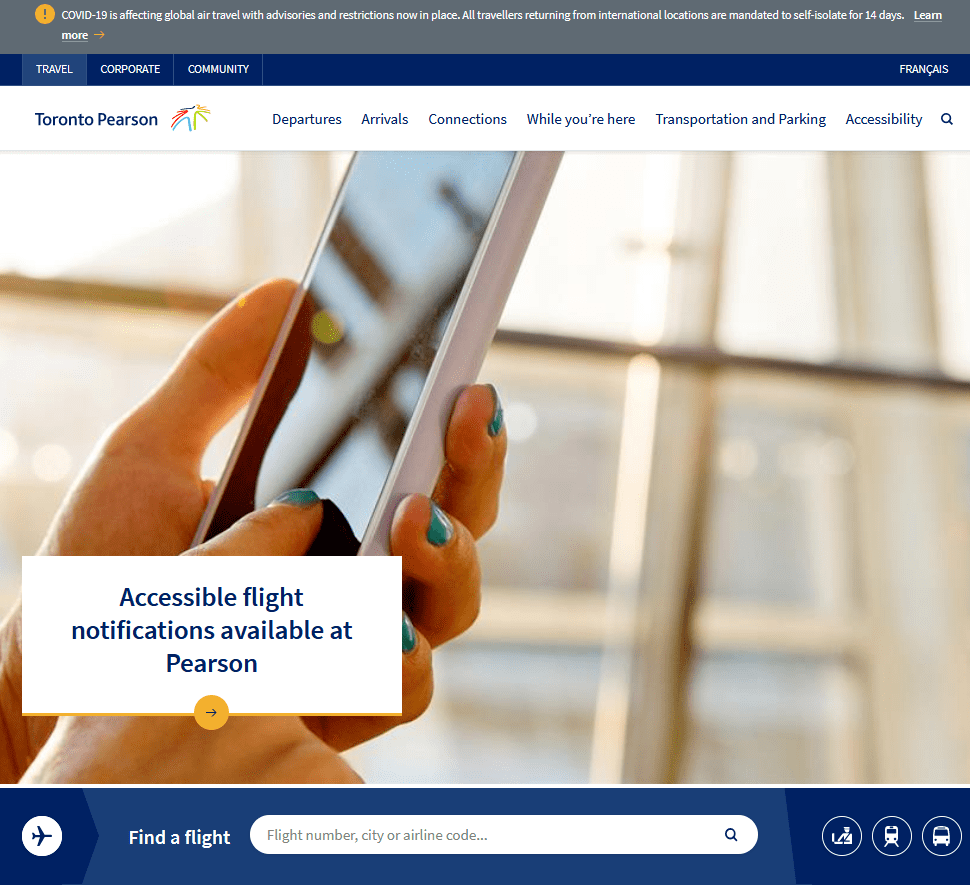 COVID-19 is affecting global air travel with advisories and restrictions now in place. All travellers returning from international locations are mandated to self-isolate for 14 days. Learn
more →
TRAVEL CORPORATE COMMUNITY FRANÇAIS
Toronto Pearson Departures Arrivals Connections While you’re here Transportation and Parking Accessibility
Accessible flight
notifications available at
Pearson
Find a flight Flight number, city or airline code...